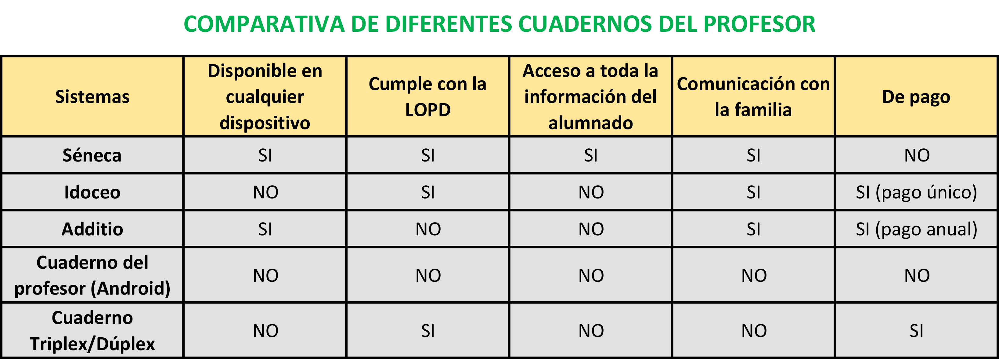 COMPARATIVA DE DIFERENTES CUADERNOS DEL PROFESOR
Sistemas
Disponible en
cualquier
dispositivo
Cumple con la
LOPD
Acceso a toda la
información del
alumnado
Comunicación con
la familia
De pago
Séneca
SI
SI
SI
SI
NO
Idoceo
NO
SI
NO
SI
SI (pago único)
Additio
SI
NO
NO
SI
SI (pago anual)
Cuaderno del
profesor (Android)
NO
NO
NO
NO
NO
Cuaderno
Triplex/Dúplex
NO
SI
NO
NO
SI